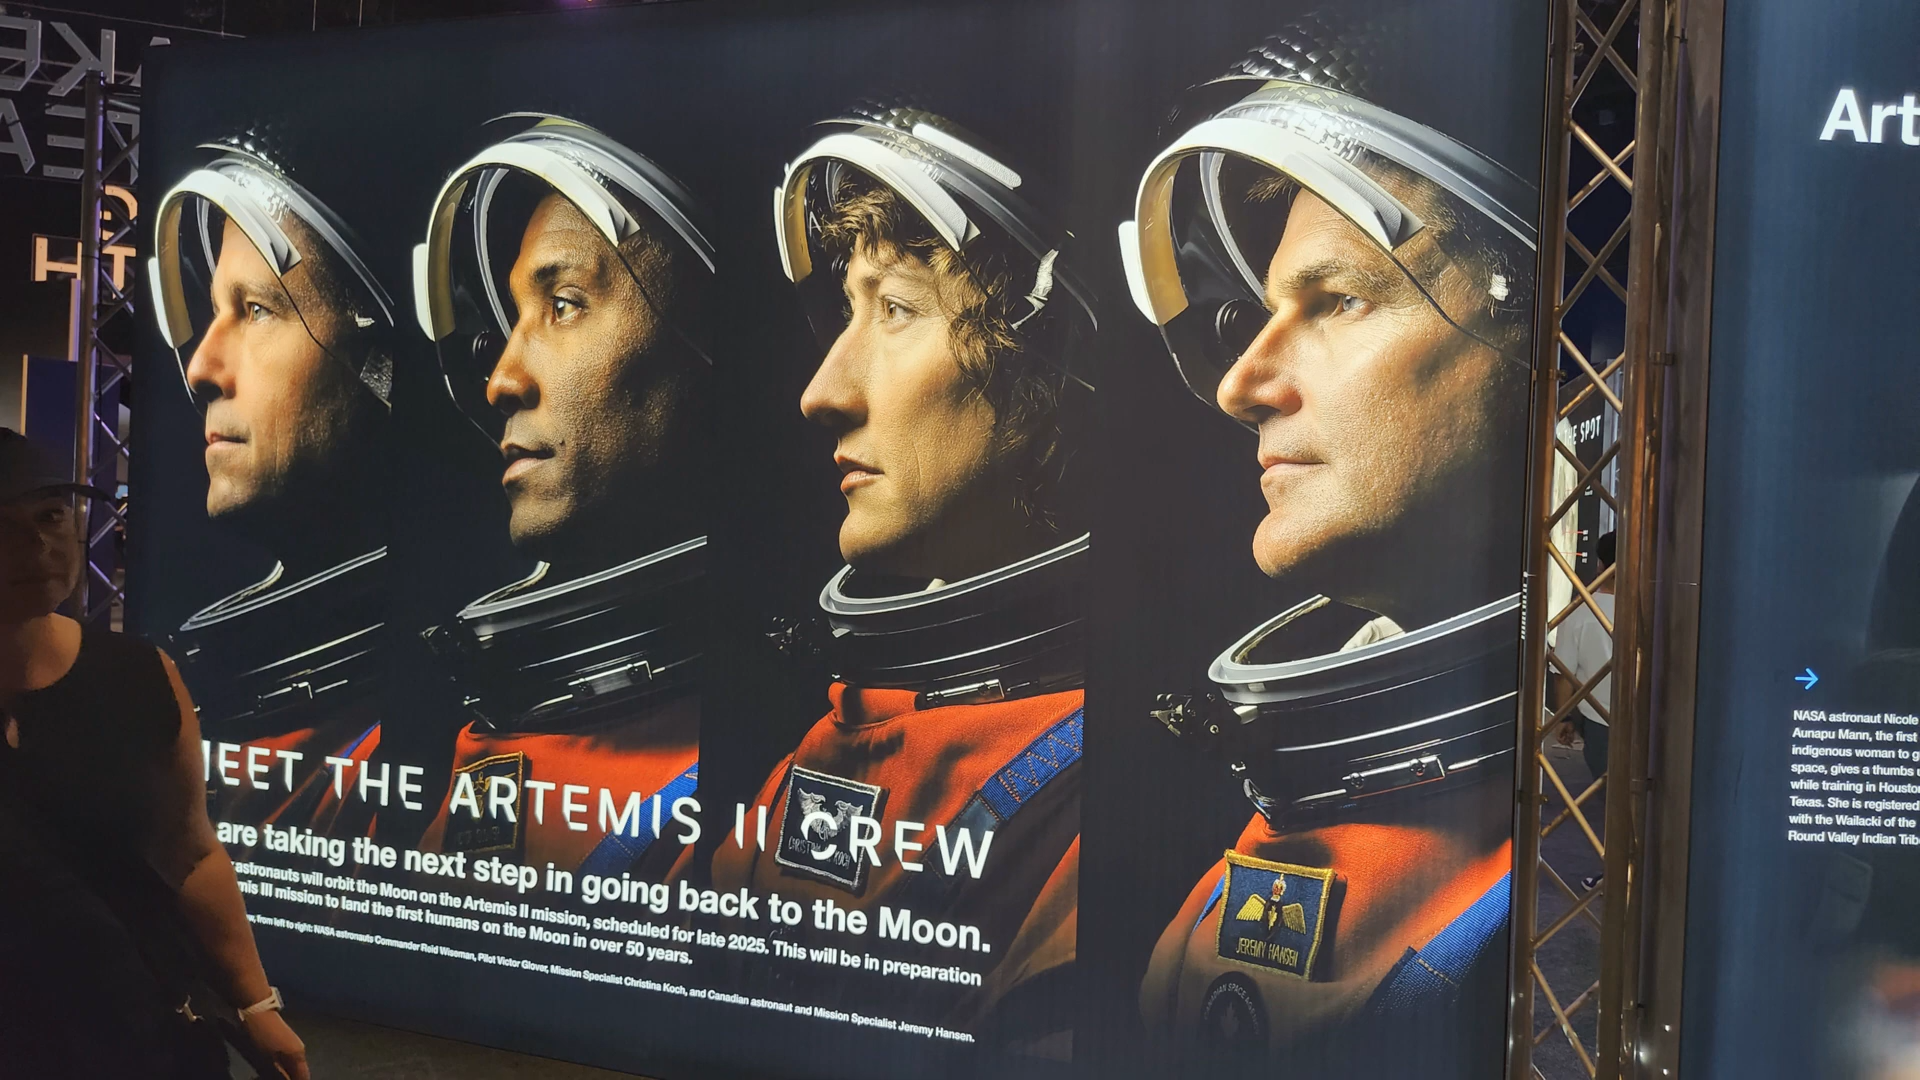 EET THE ARTEMIS II CREW
are taking the next step in going back to the Moon.
astronauts will orbit the Moon on the Artemis II mission, scheduled for late 2025. This will be in preparation
mis III mission to land the first humans on the Moon in over 50 years.
from left to right: NASA astronauts Commander Reid Wiseman, Pilot Victor Glover, Mission Specialist Christina Koch, and Canadian astronaut and Mission Specialist Jeremy Hansen.
JEREMY HANSEN
THE SPOT
Art
→
NASA astronaut Nicole
Aunapu Mann, the first
indigenous woman to g
space, gives a thumbs u
while training in Housto
Texas. She is registered
with the Wailacki of the
Round Valley Indian Trib